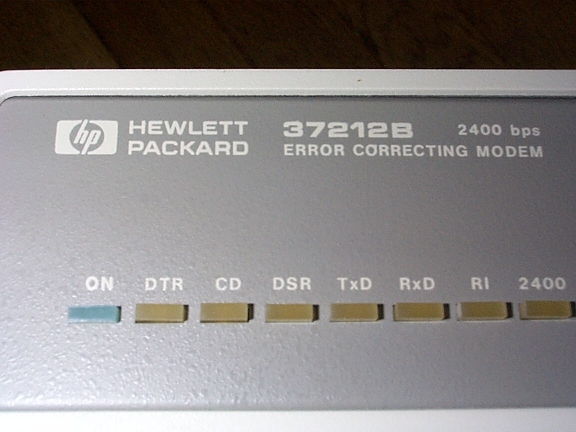 hp HEWLETT PACKARD
37212B 2400 bps
ERROR CORRECTING MODEM
ON DTR CD DSR TxD RxD RI 2400